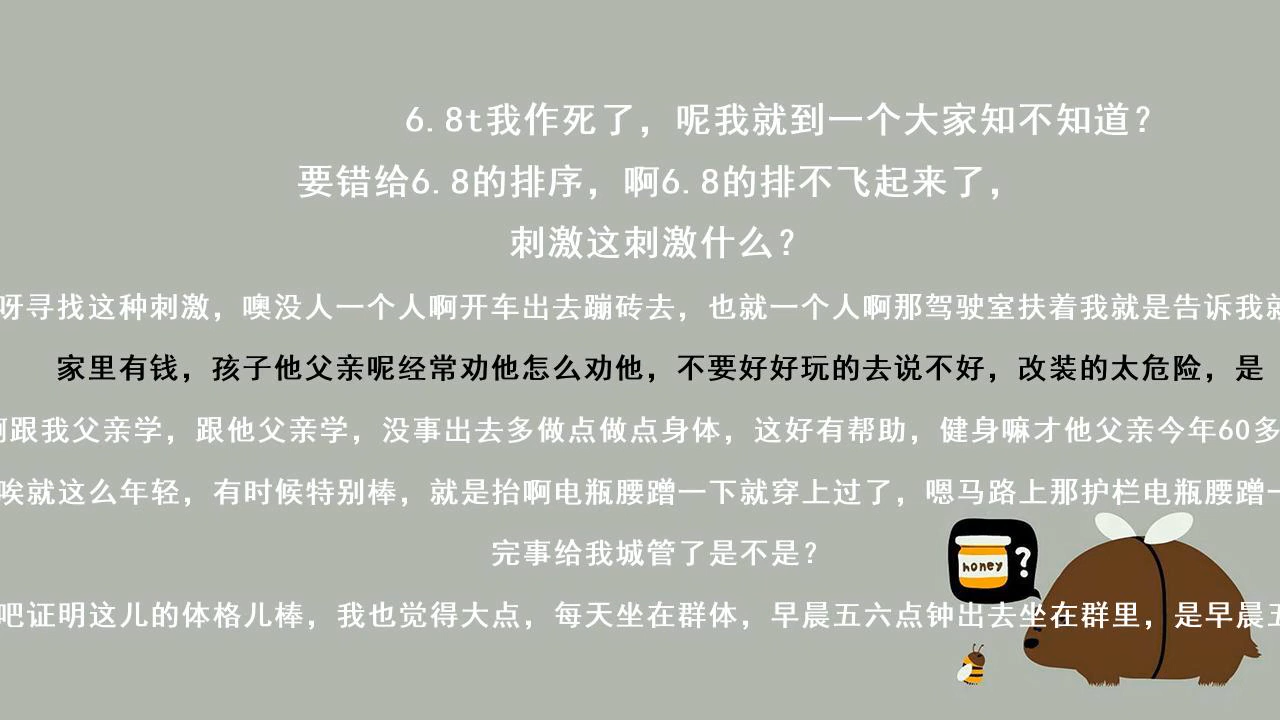 6.8t我作死了，呢我就到一个大家知不知道？
要错给6.8的排序，啊6.8的排不飞起来了，
刺激这刺激什么？
呀寻找这种刺激，噢没人一个人啊开车出去蹦砖去，也就一个人啊那驾驶室扶着我就是告诉我就
家里有钱，孩子他父亲呢经常劝他怎么劝他，不要好好玩的去说不好，改装的太危险，是
啊跟我父亲学，跟他父亲学，没事出去多做点做点身体，这好有帮助，健身嘛才他父亲今年60多
唉就这么年轻，有时候特别棒，就是抬啊电瓶腰蹭一下就穿上过了，嗯马路上那护栏电瓶腰蹭一
完事给我城管了是不是？
吧证明这儿的体格儿棒，我也觉得大点，每天坐在群体，早晨五六点钟出去坐在群里，是早晨五
honey
?